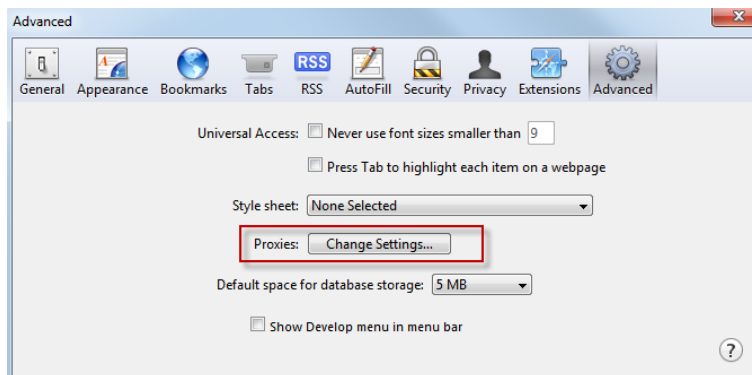 Advanced
RSS
General Appearance Bookmarks Tabs RSS AutoFill Security Privacy Extensions Advanced
Universal Access: Never use font sizes smaller than 9
Press Tab to highlight each item on a webpage
Style sheet: None Selected
Proxies: Change Settings...
Default space for database storage: 5 MB
Show Develop menu in menu bar
?